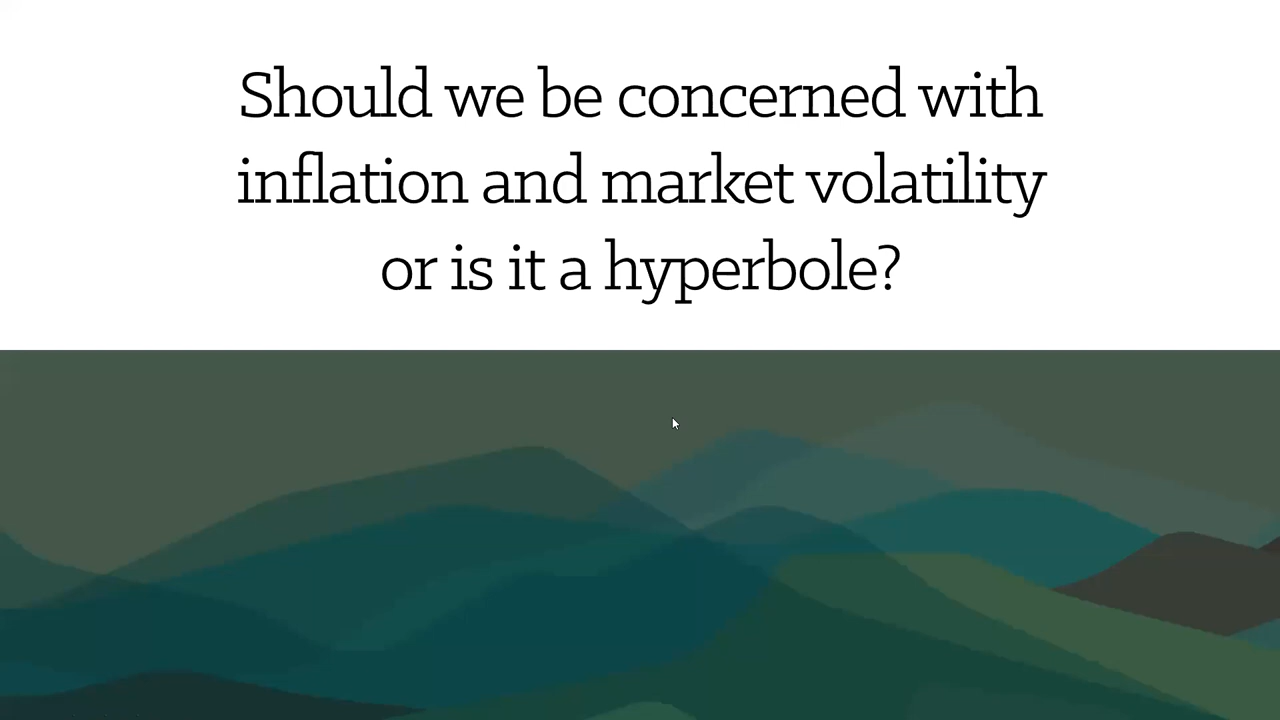 Should we be concerned with
inflation and market volatility
or is it a hyperbole?